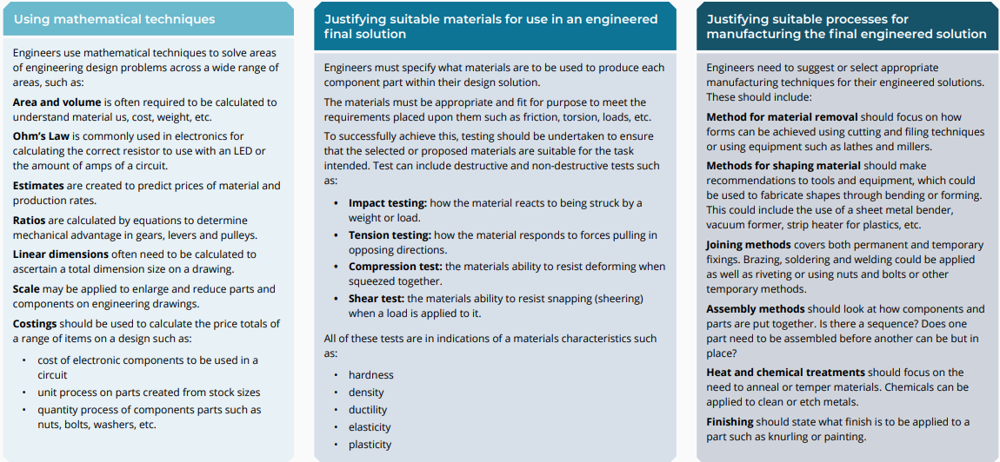 Using mathematical techniques
Engineers use mathematical techniques to solve areas
of engineering design problems across a wide range of
areas, such as:
Area and volume is often required to be calculated to
understand material us, cost, weight, etc.
Ohm's Law is commonly used in electronics for
calculating the correct resistor to use with an LED or
the amount of amps of a circuit.
Estimates are created to predict prices of material and
production rates.
Ratios are calculated by equations to determine
mechanical advantage in gears, levers and pulleys.
Linear dimensions often need to be calculated to
ascertain a total dimension size on a drawing.
Scale may be applied to enlarge and reduce parts and
components on engineering drawings.
Costings should be used to calculate the price totals of
a range of items on a design such as:
• cost of electronic components to be used in a
circuit
• unit process on parts created from stock sizes
• quantity process of components parts such as
nuts, bolts, washers, etc.
Justifying suitable materials for use in an engineered
final solution
Engineers must specify what materials are to be used to produce each
component part within their design solution.
The materials must be appropriate and fit for purpose to meet the
requirements placed upon them such as friction, torsion, loads, etc.
To successfully achieve this, testing should be undertaken to ensure
that the selected or proposed materials are suitable for the task
intended. Test can include destructive and non-destructive tests such
as:
• Impact testing: how the material reacts to being struck by a
weight or load.
• Tension testing: how the material responds to forces pulling in
opposing directions.
• Compression test: the materials ability to resist deforming when
squeezed together.
• Shear test: the materials ability to resist snapping (sheering)
when a load is applied to it.
All of these tests are in indications of a materials characteristics such
as:
• hardness
• density
• ductility
• elasticity
• plasticity
Justifying suitable processes for
manufacturing the final engineered solution
Engineers need to suggest or select appropriate
manufacturing techniques for their engineered solutions.
These should include:
Method for material removal should focus on how
forms can be achieved using cutting and filing techniques
or using equipment such as lathes and millers.
Methods for shaping material should make
recommendations to tools and equipment, which could
be used to fabricate shapes through bending or forming.
This could include the use of a sheet metal bender,
vacuum former, strip heater for plastics, etc.
Joining methods covers both permanent and temporary
fixings. Brazing, soldering and welding could be applied
as well as riveting or using nuts and bolts or other
temporary methods.
Assembly methods should look at how components and
parts are put together. Is there a sequence? Does one
part need to be assembled before another can be but in
place?
Heat and chemical treatments should focus on the
need to anneal or temper materials. Chemicals can be
applied to clean or etch metals.
Finishing should state what finish is to be applied to a
part such as knurling or painting.